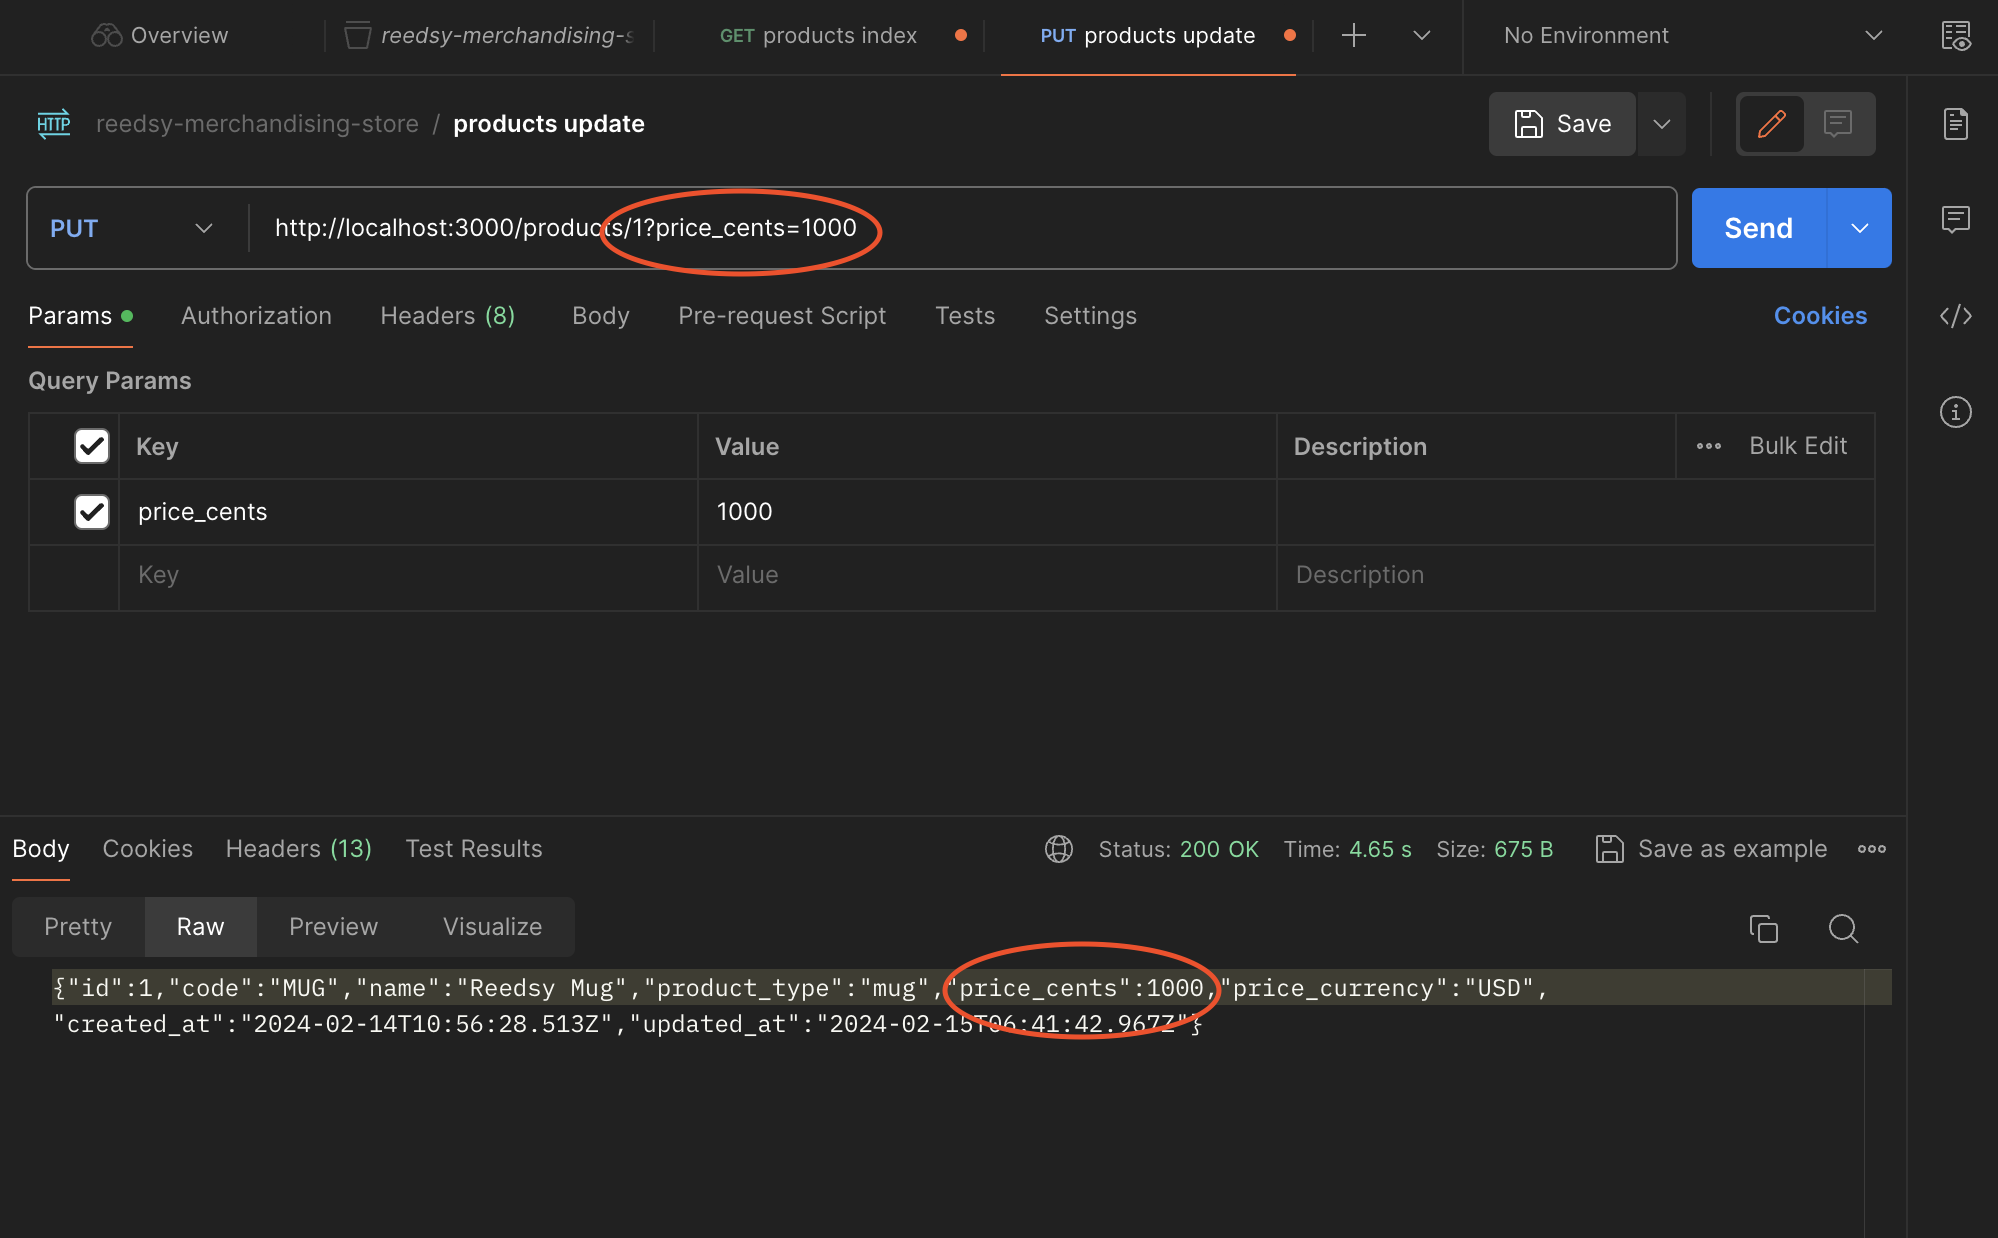 Overview
reedsy-merchandising-s
GET products index
PUT products update
No Environment
HTTP reedsy-merchandising-store / products update
Save
PUT http://localhost:3000/products/1?price_cents=1000
Send
Params Authorization Headers (8) Body Pre-request Script Tests Settings Cookies
Query Params
Key Value Description Bulk Edit
price_cents 1000
Key Value Description
Body Cookies Headers (13) Test Results Status: 200 OK Time: 4.65 s Size: 675 B Save as example
Pretty Raw Preview Visualize
{"id":1,"code":"MUG","name":"Reedsy Mug","product_type":"mug","price_cents":1000,"price_currency":"USD",
"created_at":"2024-02-14T10:56:28.513Z","updated_at":"2024-02-15T06:41:42.967Z"}